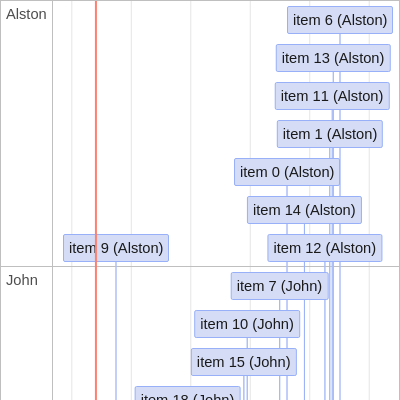 Alston
item 6 (Alston)
item 13 (Alston)
item 11 (Alston)
item 1 (Alston)
item 0 (Alston)
item 14 (Alston)
item 9 (Alston)
item 12 (Alston)
John
item 7 (John)
item 10 (John)
item 15 (John)
item 18 (John)